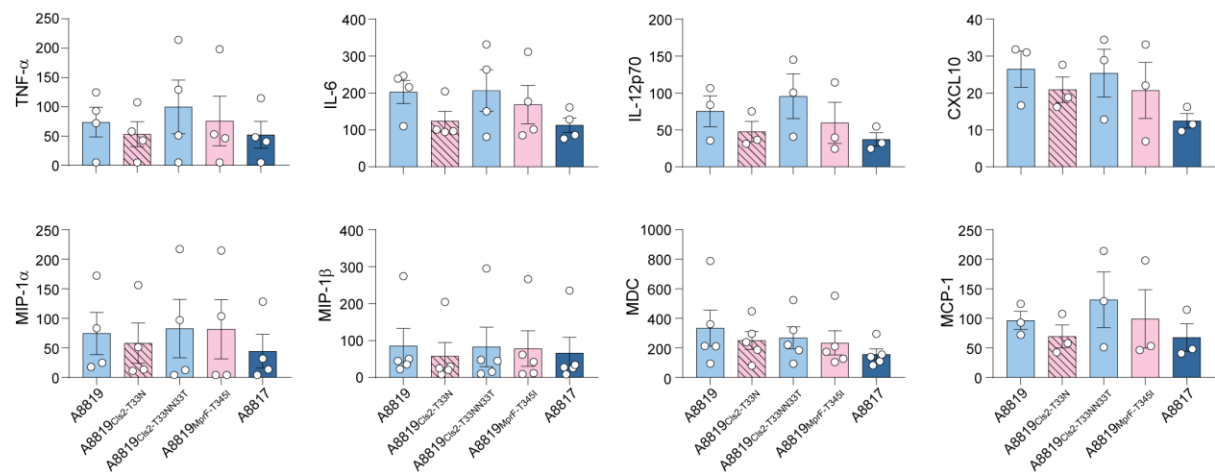 250
200
150
100
50
0
TNF-α
400
300
200
100
0
IL-6
200
150
100
50
0
IL-12p70
40
30
20
10
0
CXCL10
250
200
150
100
50
0
MIP-1α
A8819
A8819Cls2-T33N
A8819Cls2-T33NN33T
A8819MprF-T345I
A8817
400
300
200
100
0
MIP-1β
A8819
A8819Cls2-T33N
A8819Cls2-T33NN33T
A8819MprF-T345I
A8817
1000
800
600
400
200
0
MDC
A8819
A8819Cls2-T33N
A8819Cls2-T33NN33T
A8819MprF-T345I
A8817
250
200
150
100
50
0
MCP-1
A8819
A8819Cls2-T33N
A8819Cls2-T33NN33T
A8819MprF-T345I
A8817